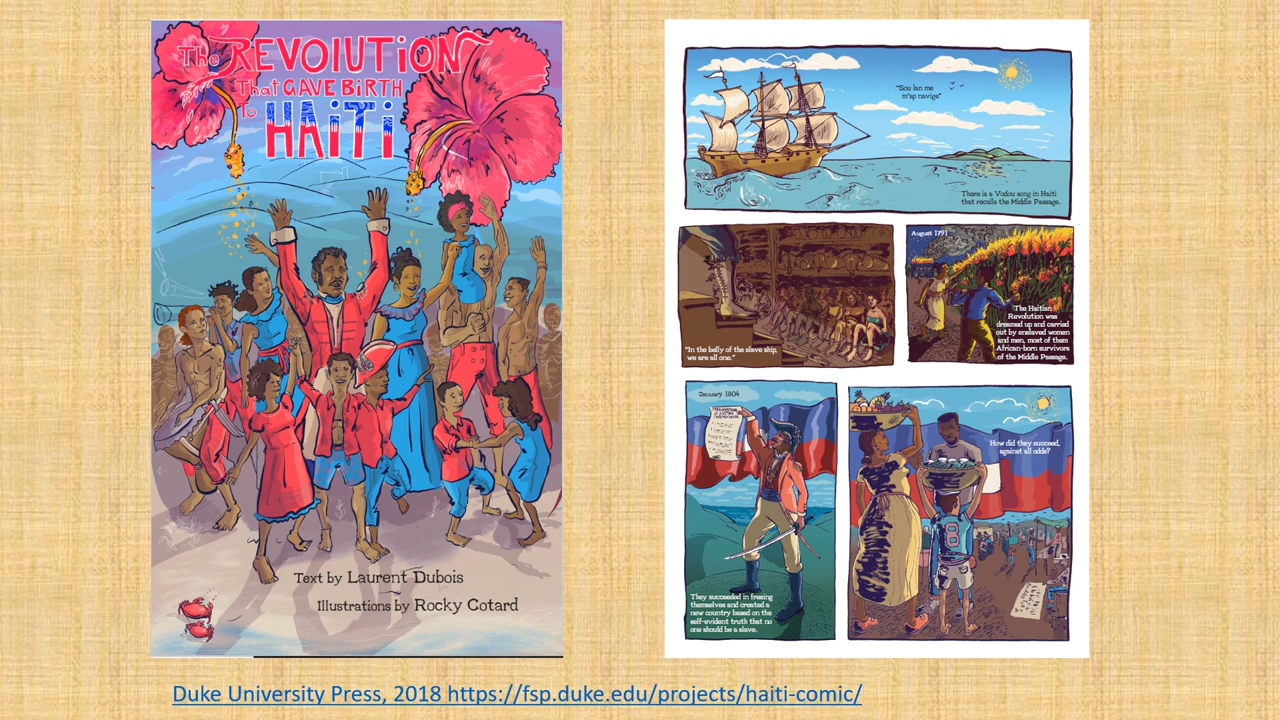 The REVOLUTION
That GAVE BiRTH
To HAiTi
Text by Laurent Dubois
Illustrations by Rocky Cotard
"Sou lan me
m'ap navige"
There is a Vodou song in Haiti
that recalls the Middle Passage.
"In the belly of the slave ship,
we are all one."
August 1791
The Haitian
Revolution was
dreamed up and carried
out by enslaved women
and men, most of them
African-born survivors
of the Middle Passage.
January 1804
They succeeded in freeing
themselves and created a
new country based on the
self-evident truth that no
one should be a slave.
How did they succeed,
against all odds?
8
Duke University Press, 2018 https://fsp.duke.edu/projects/haiti-comic/